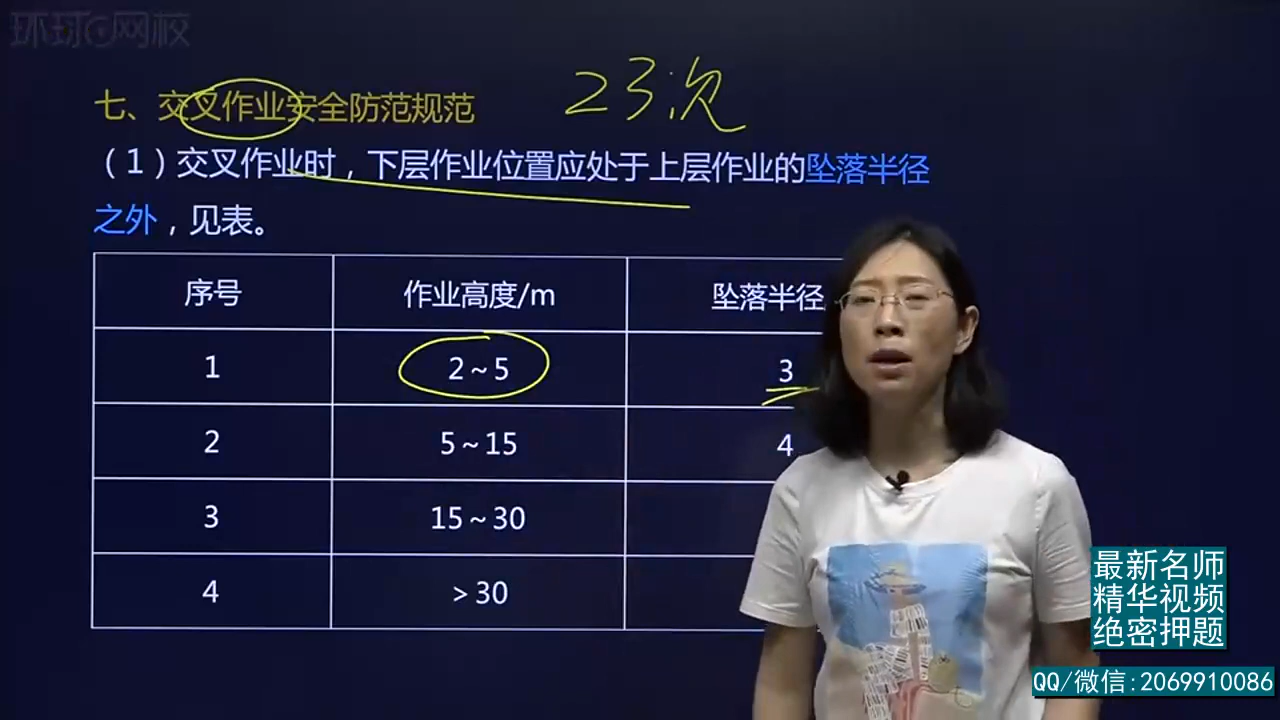 环球网校
七、交叉作业安全防范规范
23次
（1）交叉作业时，下层作业位置应处于上层作业的坠落半径
之外，见表。
序号 作业高度/m 坠落半径
1 2～5 3
2 5～15 4
3 15～30
4 ＞30
最新名师
精华视频
绝密押题
QQ/微信:2069910086